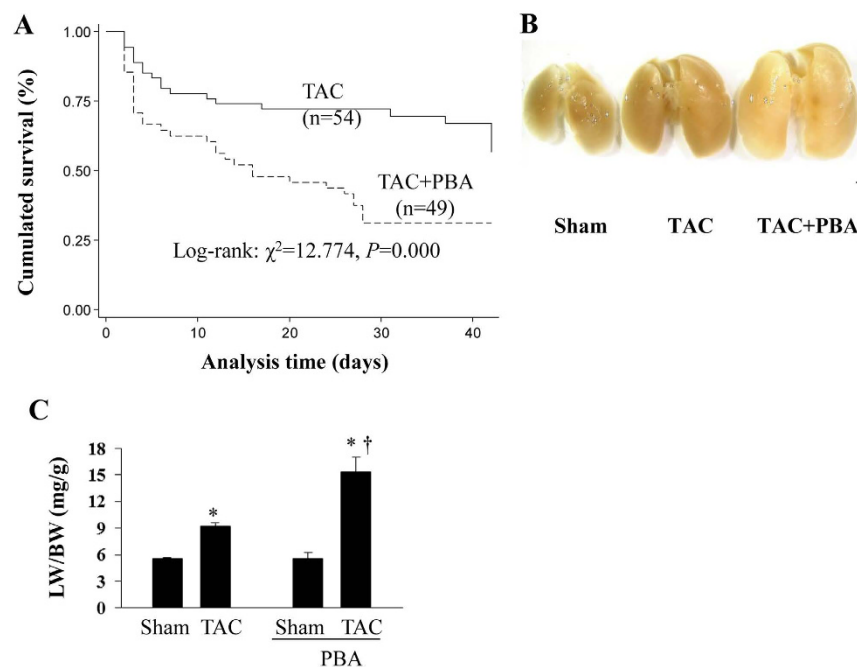 A
Cumulated survival (%)
1.00
0.75
0.50
0.25
0.00
TAC
(n=54)
TAC+PBA
(n=49)
Log-rank: χ²=12.774, P=0.000
0 10 20 30 40
Analysis time (days)
B
Sham TAC TAC+PBA
C
LW/BW (mg/g)
18
15
12
9
6
3
0
*
* †
Sham TAC Sham TAC
PBA